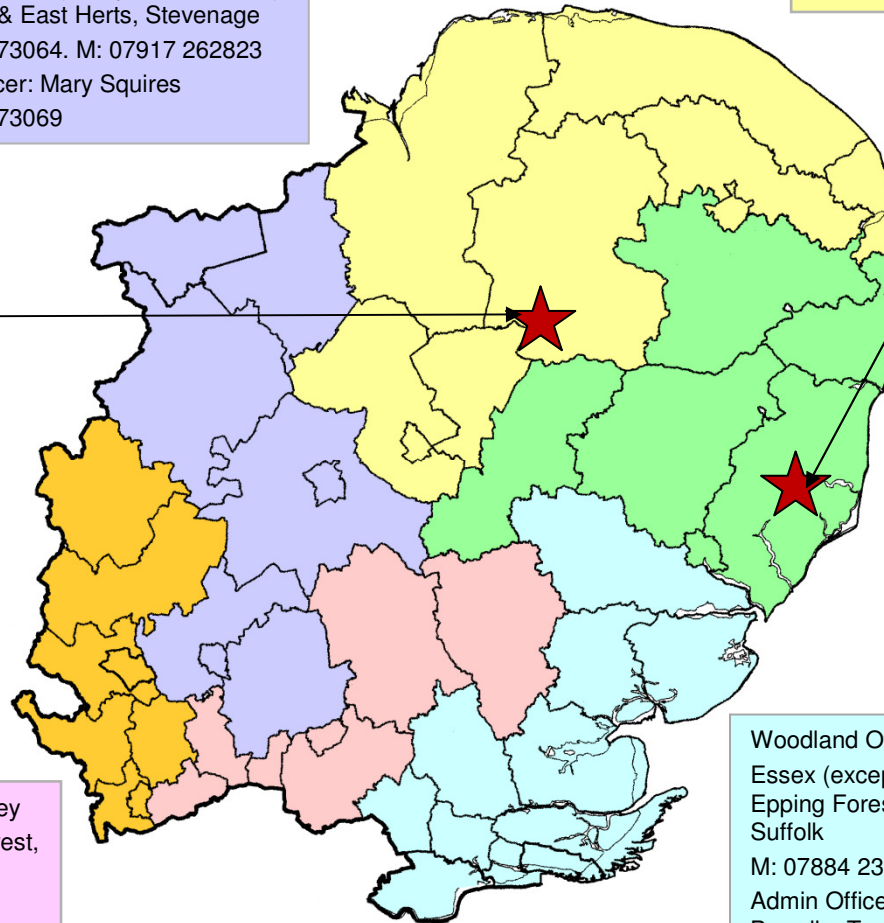 & East Herts, Stevenage
73064. M: 07917 262823
cer: Mary Squires
73069
ey
rest,
Woodland O
Essex (excep
Epping Fores
Suffolk
M: 07884 23
Admin Office